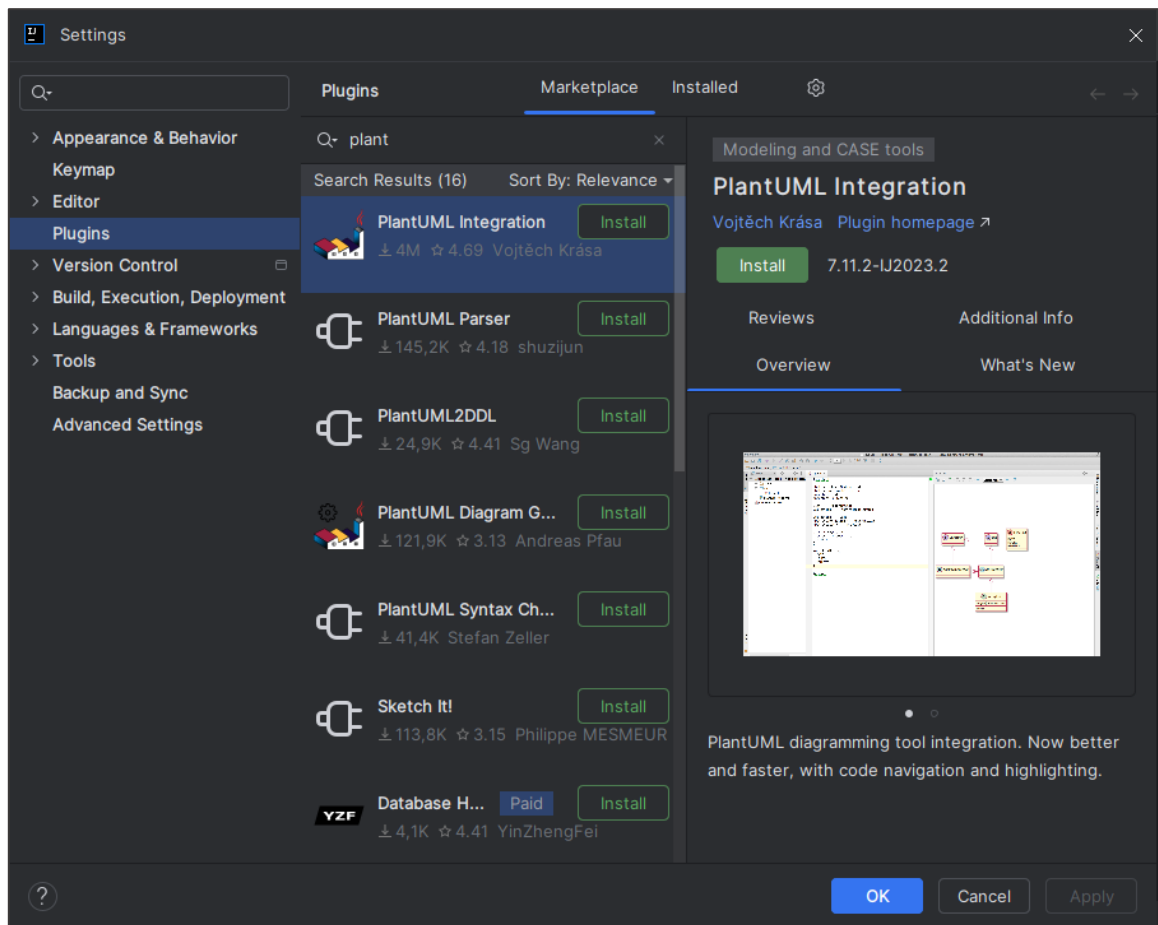 Settings
Plugins
Marketplace
Installed
Appearance & Behavior
Keymap
Editor
Plugins
Version Control
Build, Execution, Deployment
Languages & Frameworks
Tools
Backup and Sync
Advanced Settings
plant
Search Results (16) Sort By: Relevance
PlantUML Integration Install
4M 4.69 Vojtěch Krása
PlantUML Parser Install
145,2K 4.18 shuzijun
PlantUML2DDL Install
24,9K 4.41 Sg Wang
PlantUML Diagram G... Install
121,9K 3.13 Andreas Pfau
PlantUML Syntax Ch... Install
41,4K Stefan Zeller
Sketch It! Install
113,8K 3.15 Philippe MESMEUR
YZF
Database H... Paid Install
4,1K 4.41 YinZhengFei
Modeling and CASE tools
PlantUML Integration
Vojtěch Krása Plugin homepage
Install 7.11.2-IJ2023.2
Reviews Additional Info
Overview What's New
PlantUML diagramming tool integration. Now better
and faster, with code navigation and highlighting.
?
OK Cancel Apply